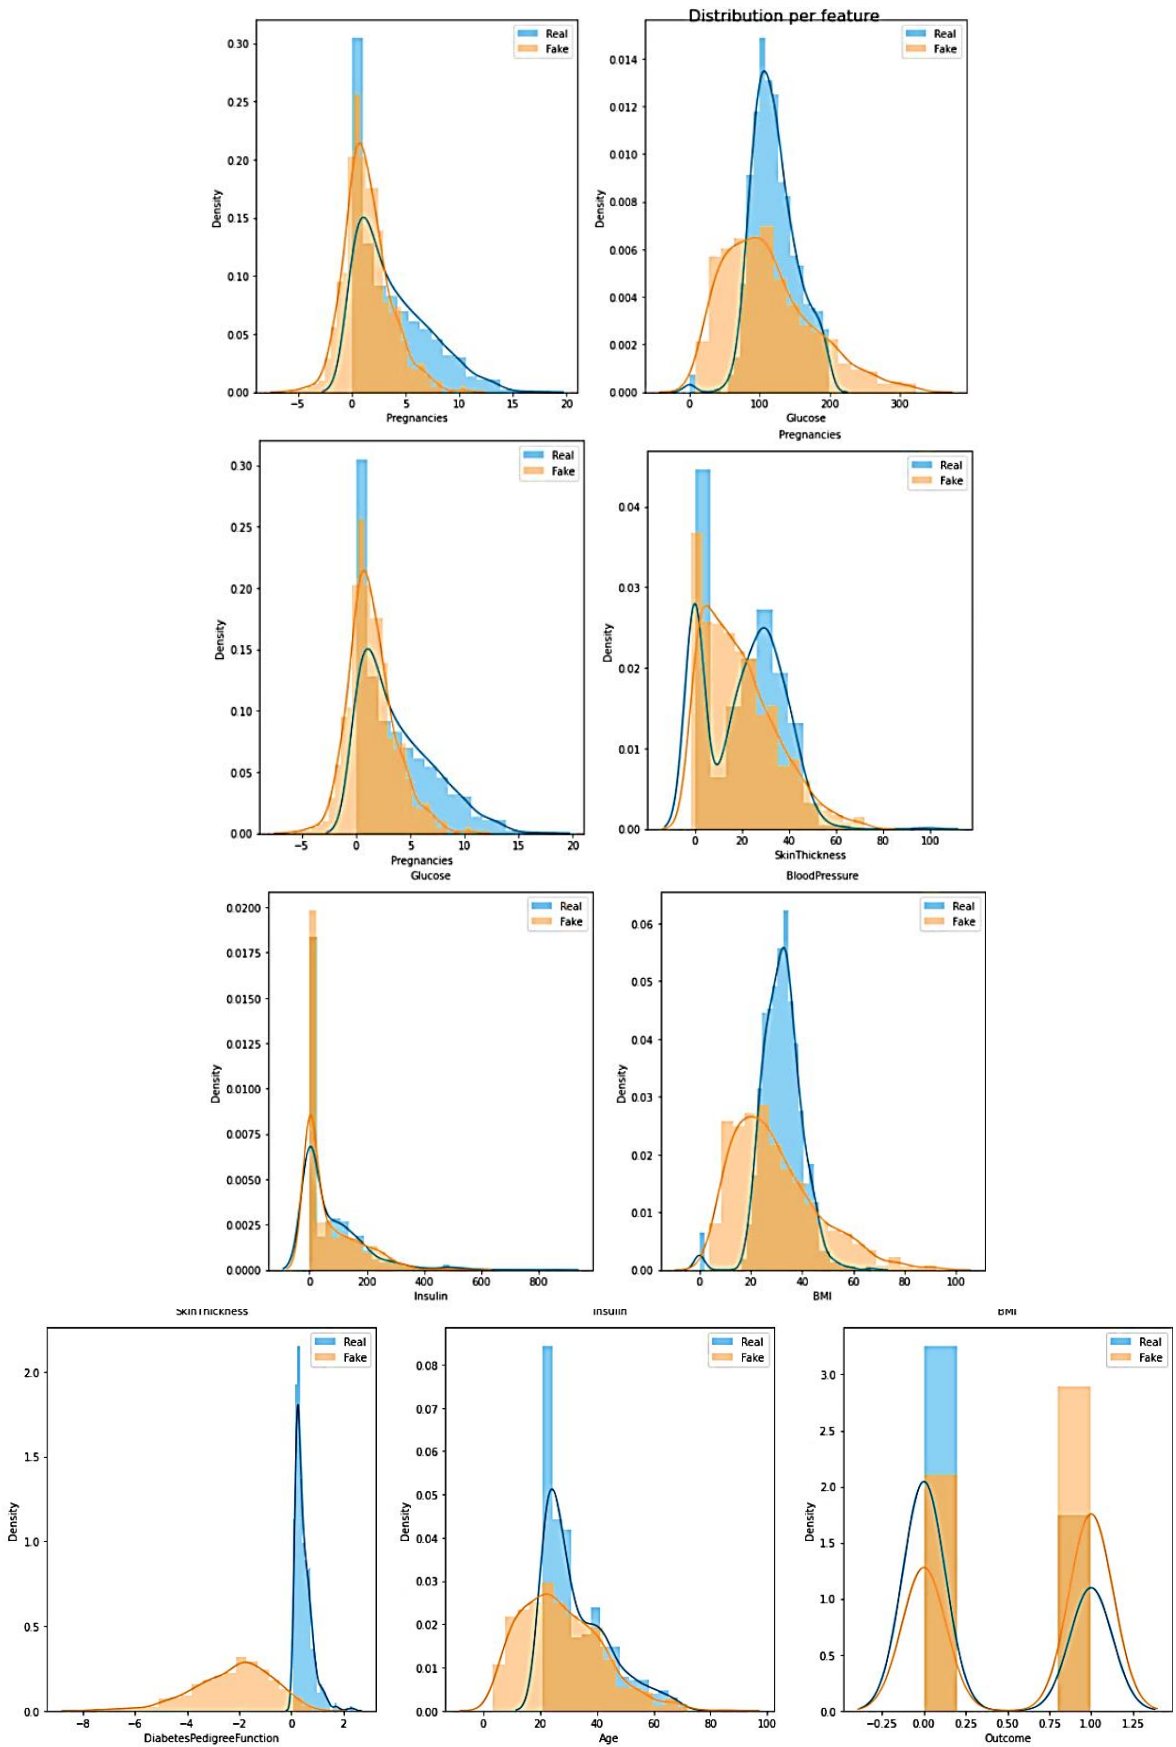 Distribution per feature
Real
Fake
0.30
0.25
0.20
0.15
0.10
0.05
0.00
Density
−5 0 5 10 15 20
Pregnancies
Real
Fake
0.014
0.012
0.010
0.008
0.006
0.004
0.002
0.000
Density
0 100 200 300
Glucose
Pregnancies
Real
Fake
0.30
0.25
0.20
0.15
0.10
0.05
0.00
Density
−5 0 5 10 15 20
Pregnancies
Glucose
Real
Fake
0.04
0.03
0.02
0.01
0.00
Density
0 20 40 60 80 100
SkinThickness
BloodPressure
Real
Fake
0.0200
0.0175
0.0150
0.0125
0.0100
0.0075
0.0050
0.0025
0.0000
Density
0 200 400 600 800
Insulin
Real
Fake
0.06
0.05
0.04
0.03
0.02
0.01
0.00
Density
0 20 40 60 80 100
BMI
SkinThickness
Insulin
BMI
Real
Fake
2.0
1.5
1.0
0.5
0.0
Density
−8 −6 −4 −2 0 2
DiabetesPedigreeFunction
Real
Fake
0.08
0.07
0.06
0.05
0.04
0.03
0.02
0.01
0.00
Density
0 20 40 60 80 100
Age
Real
Fake
3.0
2.5
2.0
1.5
1.0
0.5
0.0
Density
−0.25 0.00 0.25 0.50 0.75 1.00 1.25
Outcome